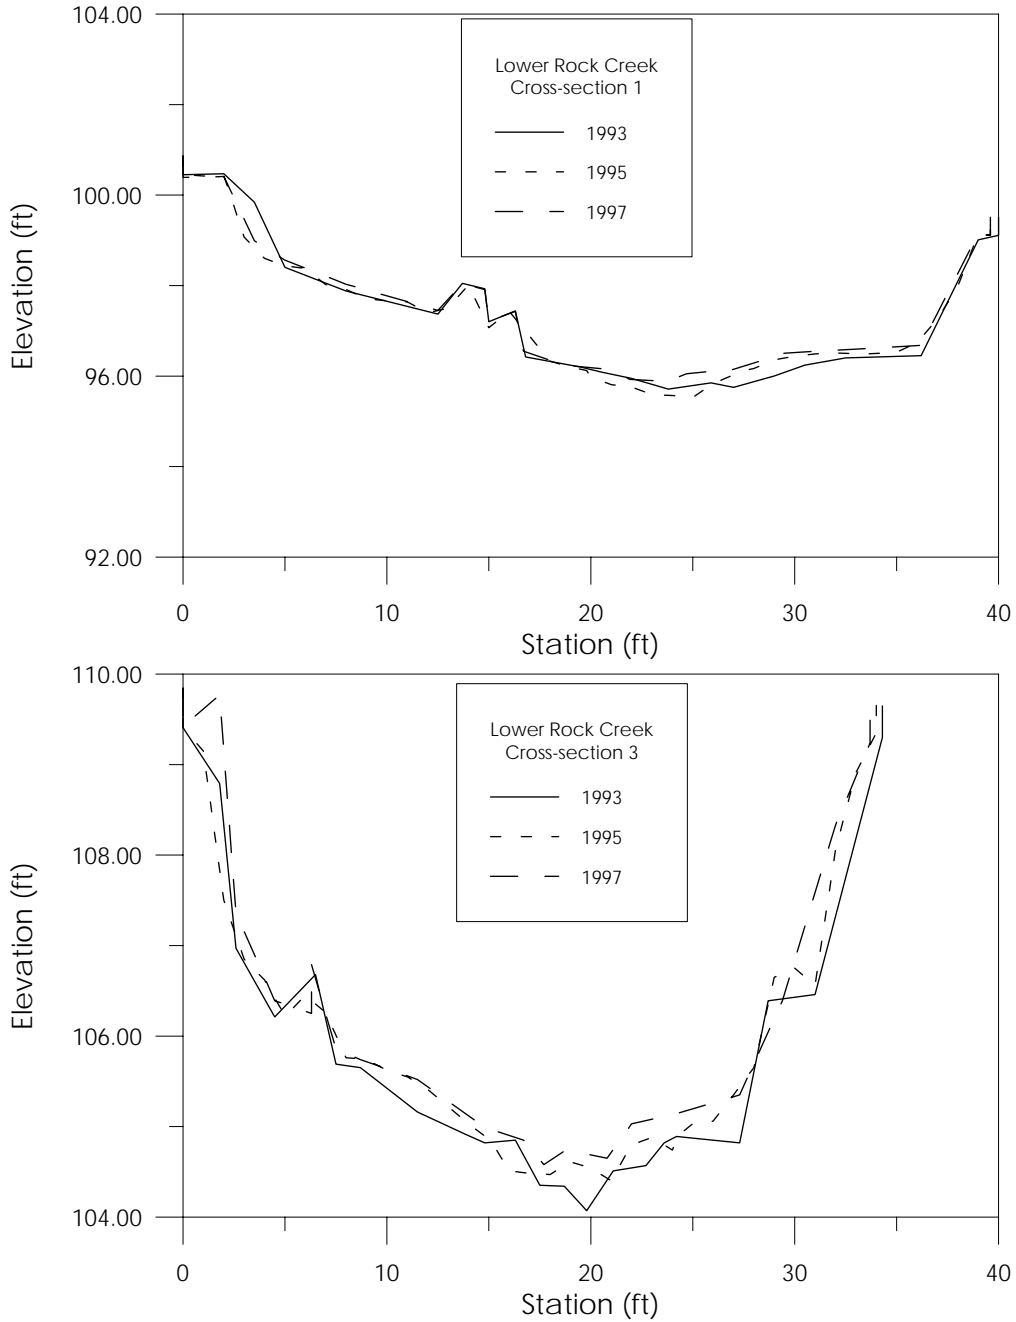 104.00
Lower Rock Creek
Cross-section 1
1993
1995
1997
100.00
96.00
92.00
Elevation (ft)
0 10 20 30 40
Station (ft)
110.00
Lower Rock Creek
Cross-section 3
1993
1995
1997
108.00
106.00
104.00
Elevation (ft)
0 10 20 30 40
Station (ft)